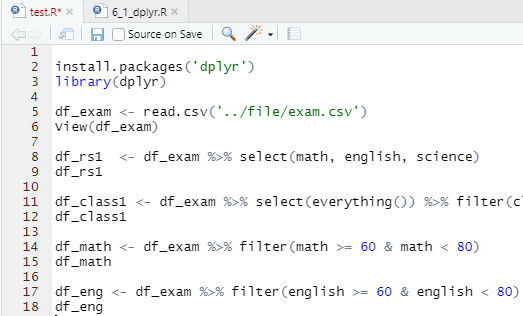 test.R* 6_1_dplyr.R
Source on Save
1
2 install.packages('dplyr')
3 library(dplyr)
4
5 df_exam <- read.csv('../file/exam.csv')
6 View(df_exam)
7
8 df_rs1  <- df_exam %>% select(math, english, science)
9 df_rs1
10
11 df_class1 <- df_exam %>% select(everything()) %>% filter(c
12 df_class1
13
14 df_math <- df_exam %>% filter(math >= 60 & math < 80)
15 df_math
16
17 df_eng <- df_exam %>% filter(english >= 60 & english < 80)
18 df_eng